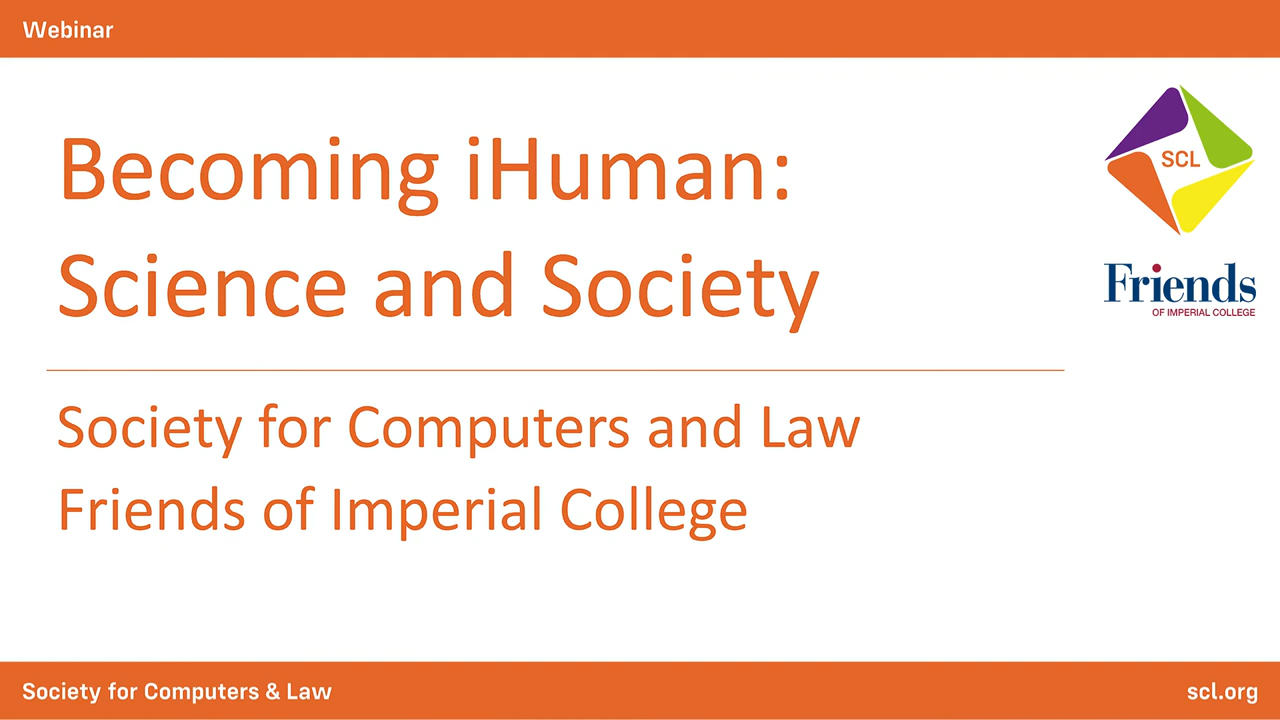 Webinar
Becoming iHuman:
Science and Society
SCL
Friends
OF IMPERIAL COLLEGE
Society for Computers and Law
Friends of Imperial College
Society for Computers & Law
scl.org